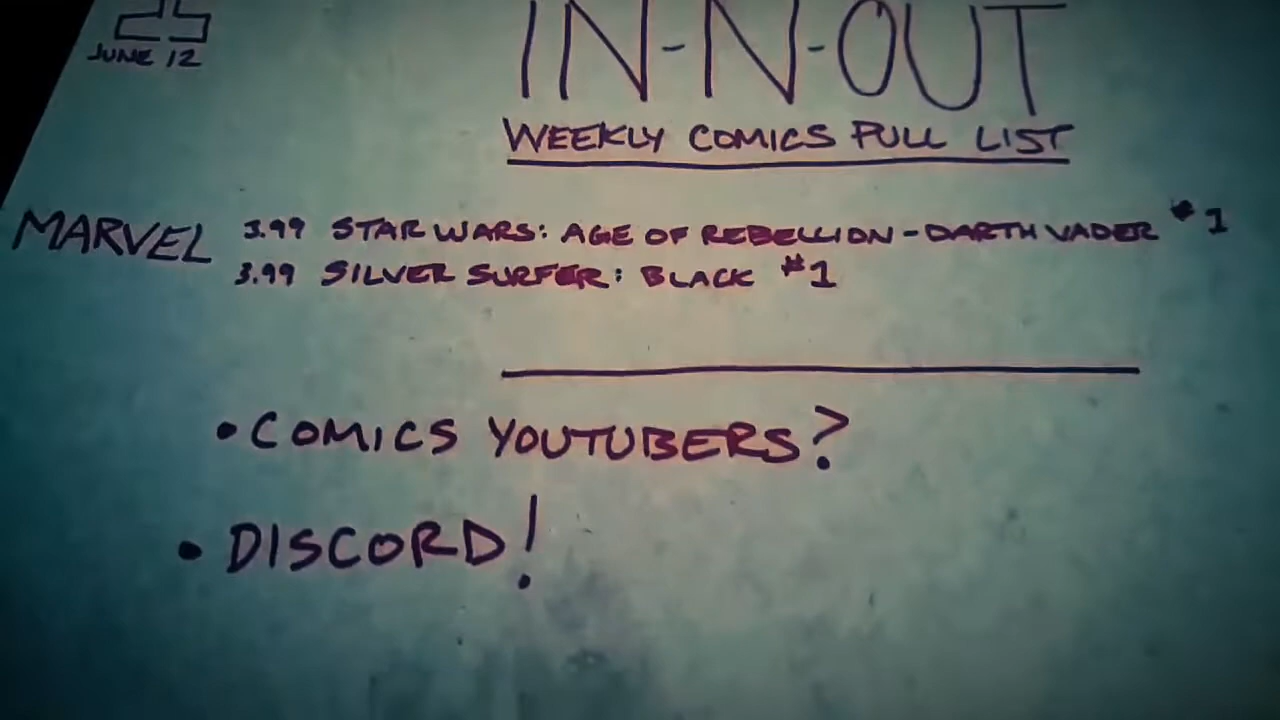 JUNE 12
IN-N-OUT
WEEKLY COMICS PULL LIST
MARVEL 3.99 STAR WARS: AGE OF REBELLION - DARTH VADER #1
3.99 SILVER SURFER: BLACK #1
• COMICS YOUTUBERS?
• DISCORD!